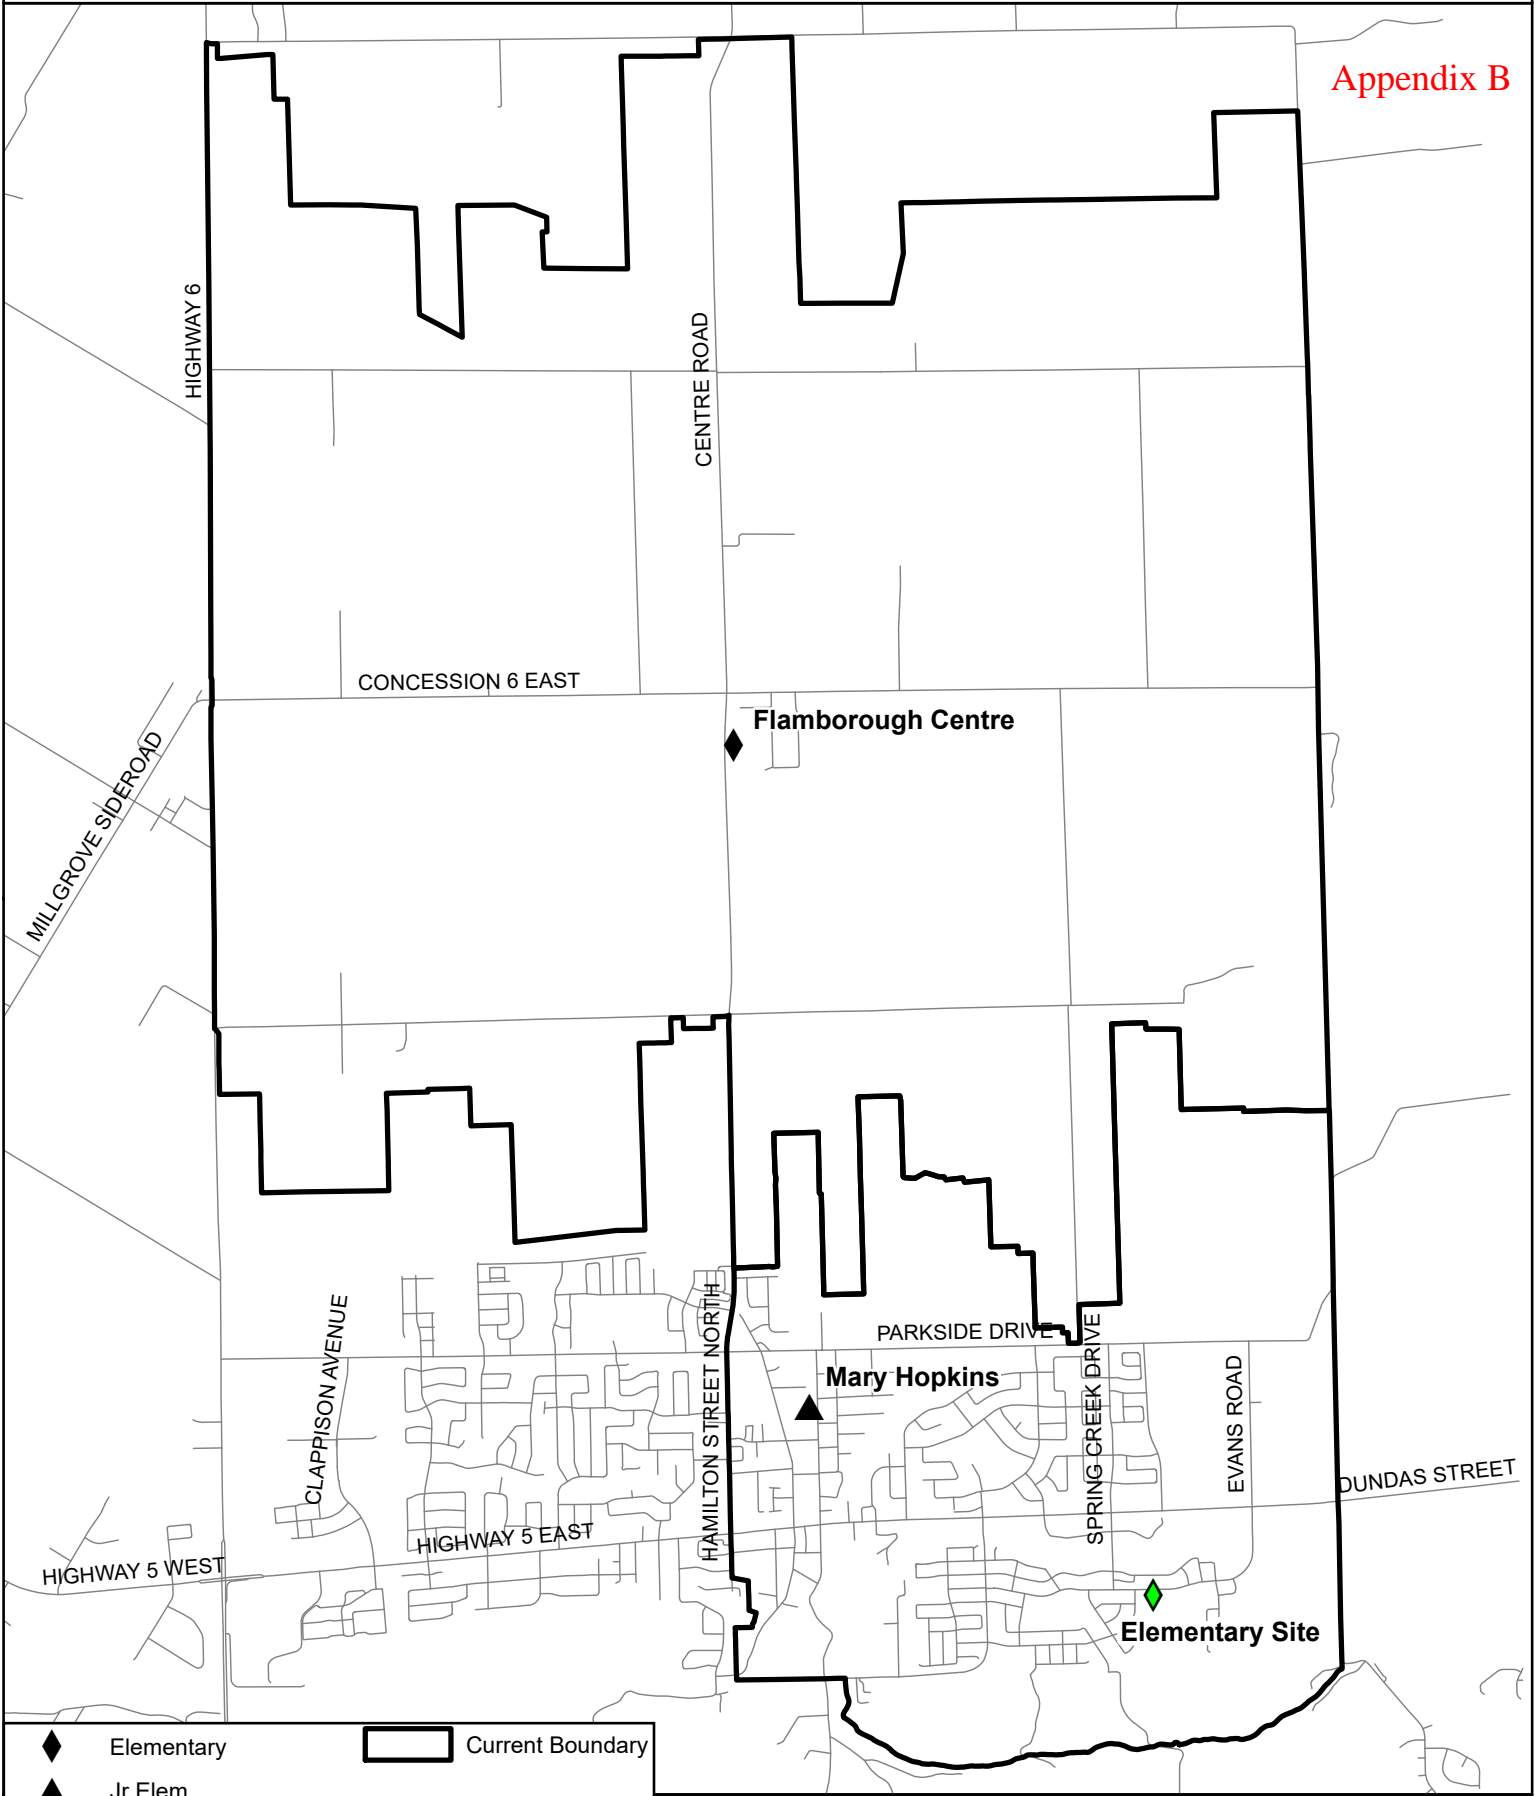 Appendix B
HIGHWAY 6
CENTRE ROAD
CONCESSION 6 EAST
Flamborough Centre
MILLGROVE SIDEROAD
PARKSIDE DRIVE
Mary Hopkins
CLAPPISON AVENUE
HAMILTON STREET NORTH
SPRING CREEK DRIVE
EVANS ROAD
DUNDAS STREET
HIGHWAY 5 EAST
HIGHWAY 5 WEST
Elementary Site
Elementary
Current Boundary
Jr Elem